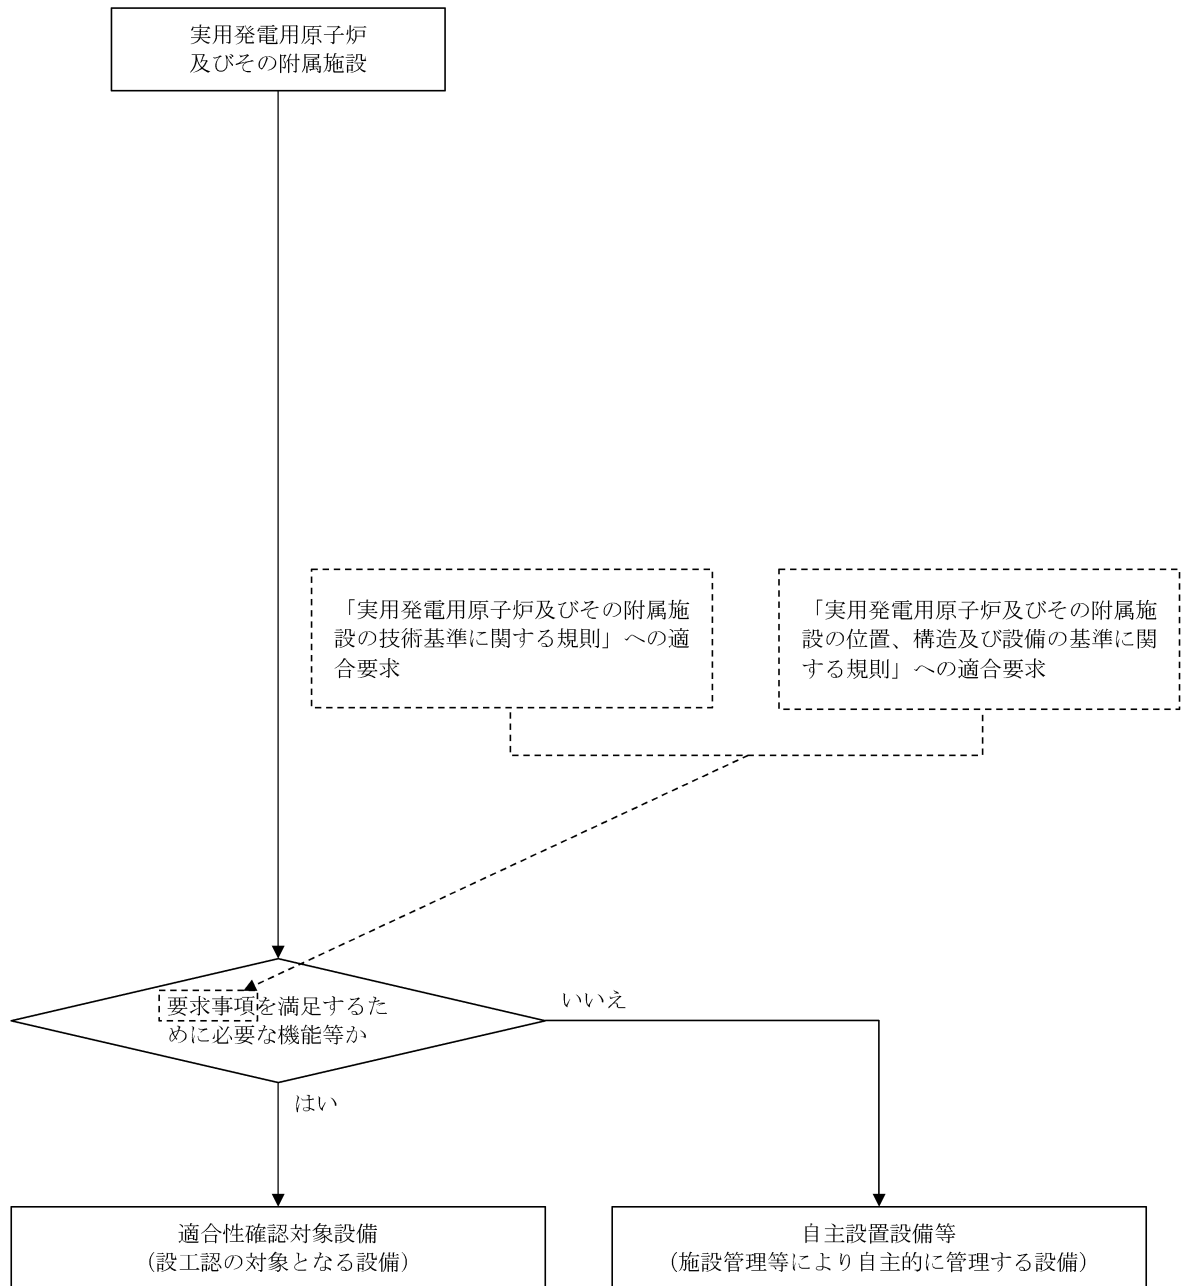 実用発電用原子炉
及びその附属施設
「実用発電用原子炉及びその附属施
設の技術基準に関する規則」への適
合要求
「実用発電用原子炉及びその附属施
設の位置、構造及び設備の基準に関
する規則」への適合要求
要求事項を満足するた
めに必要な機能等か
いいえ
はい
適合性確認対象設備
(設工認の対象となる設備)
自主設置設備等
(施設管理等により自主的に管理する設備)